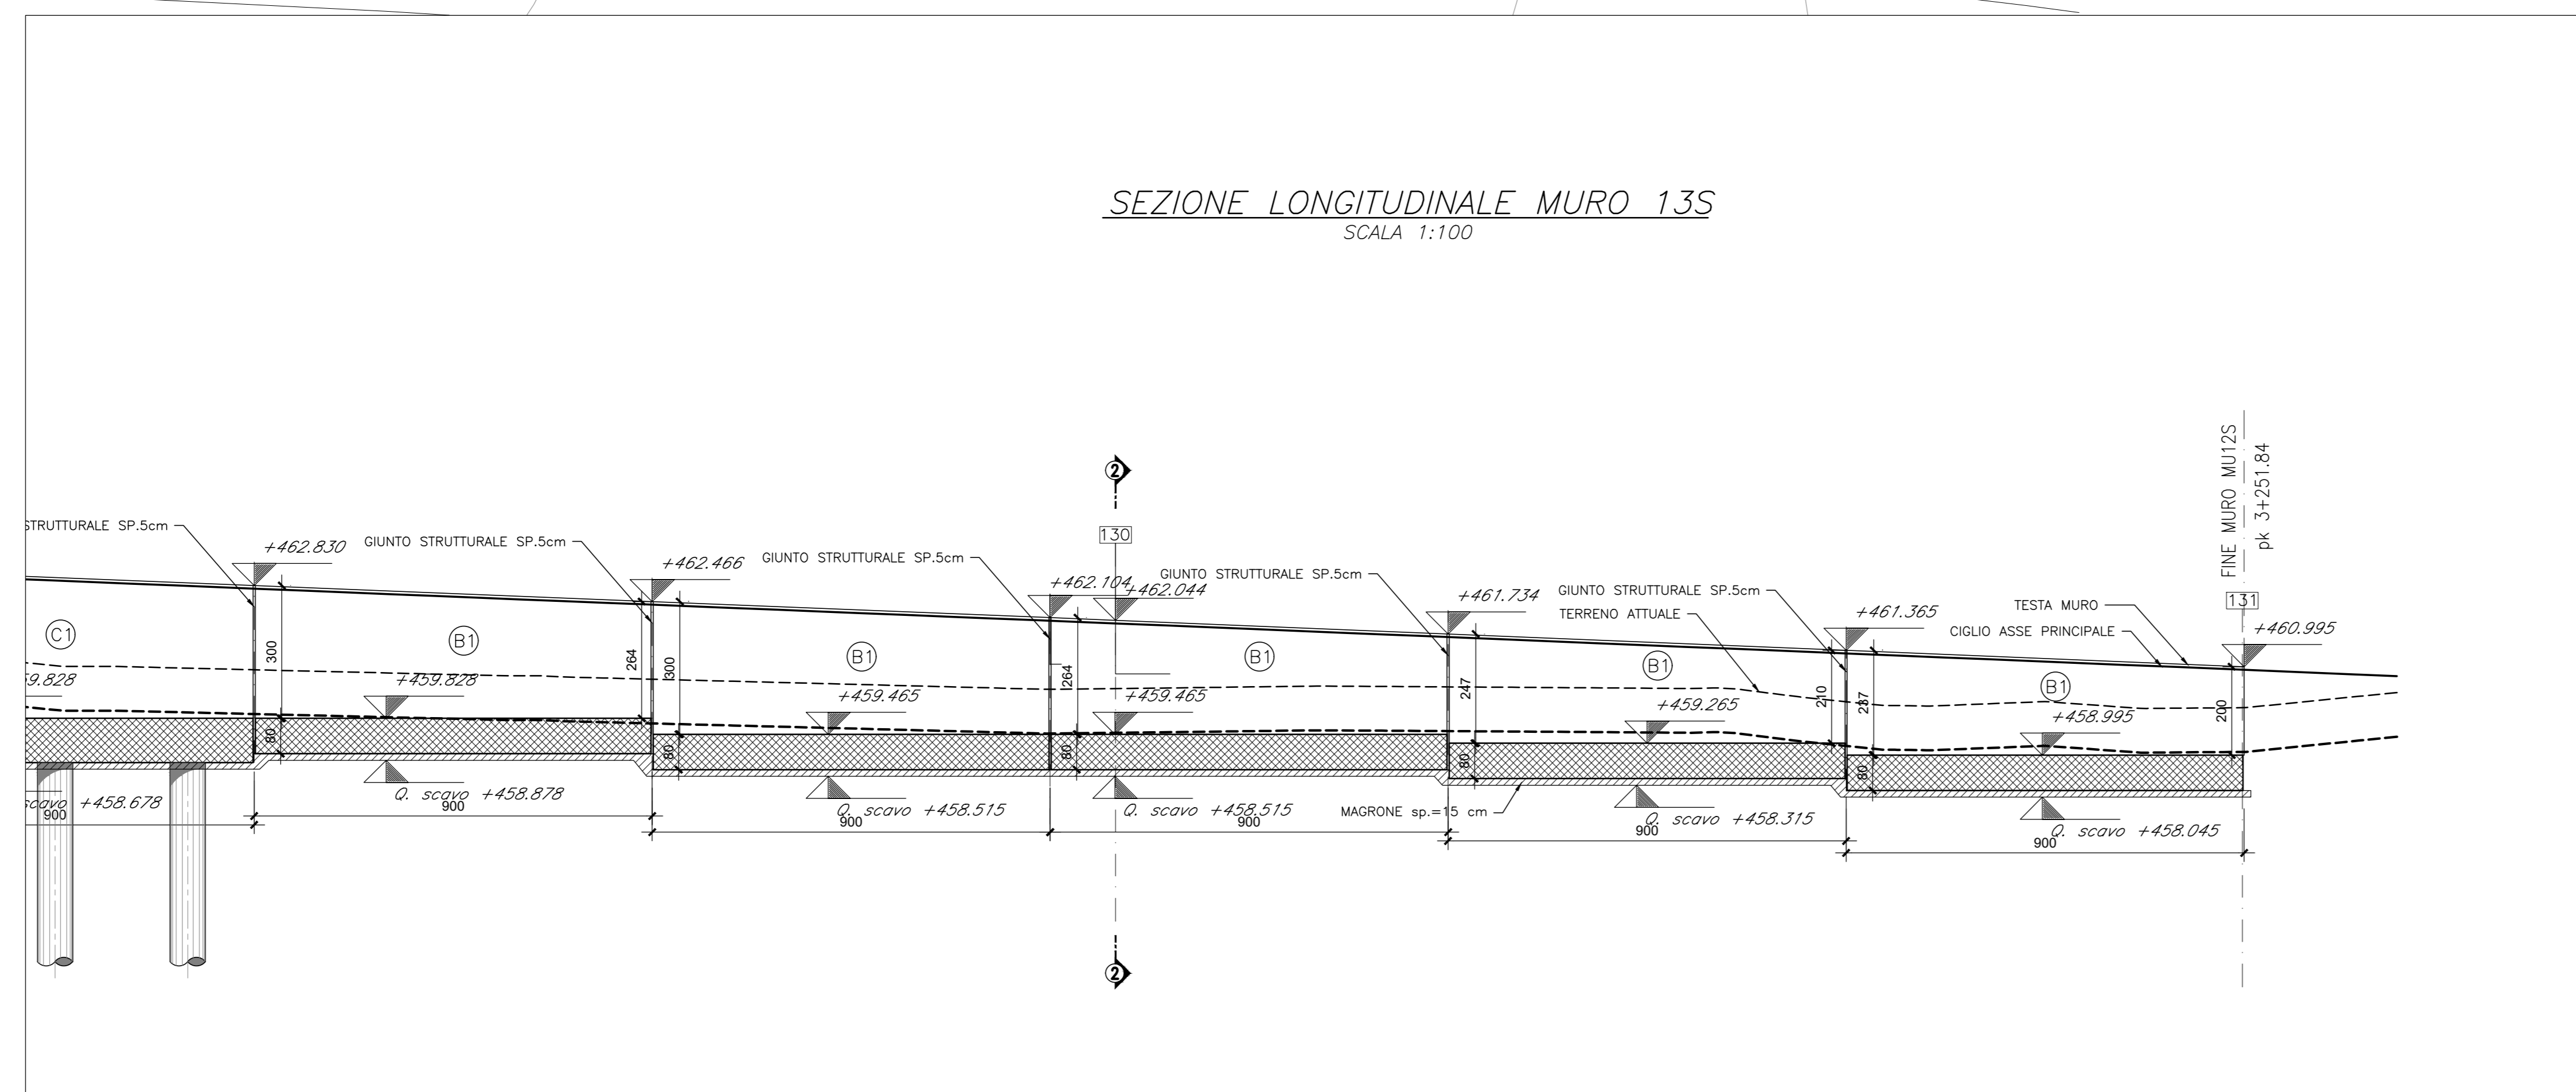 SEZIONE LONGITUDINALE MURO 13S
SCALA 1:100
2
130
FINE MURO MU12S
pk 3+251.84
131
STRUTTURALE SP.5cm
+462.830
GIUNTO STRUTTURALE SP.5cm
+462.466
GIUNTO STRUTTURALE SP.5cm
+462.104
+462.044
GIUNTO STRUTTURALE SP.5cm
+461.734
GIUNTO STRUTTURALE SP.5cm
TERRENO ATTUALE
+461.365
TESTA MURO
CIGLIO ASSE PRINCIPALE
+460.995
C1
B1
B1
B1
B1
B1
300
264
300
264
247
210
237
200
59.828
+459.828
+459.465
+459.465
+459.265
+458.995
80
80
80
80
80
scavo +458.678
Q. scavo +458.878
Q. scavo +458.515
Q. scavo +458.515
MAGRONE sp.=15 cm
Q. scavo +458.315
Q. scavo +458.045
900
900
900
900
900
900
2